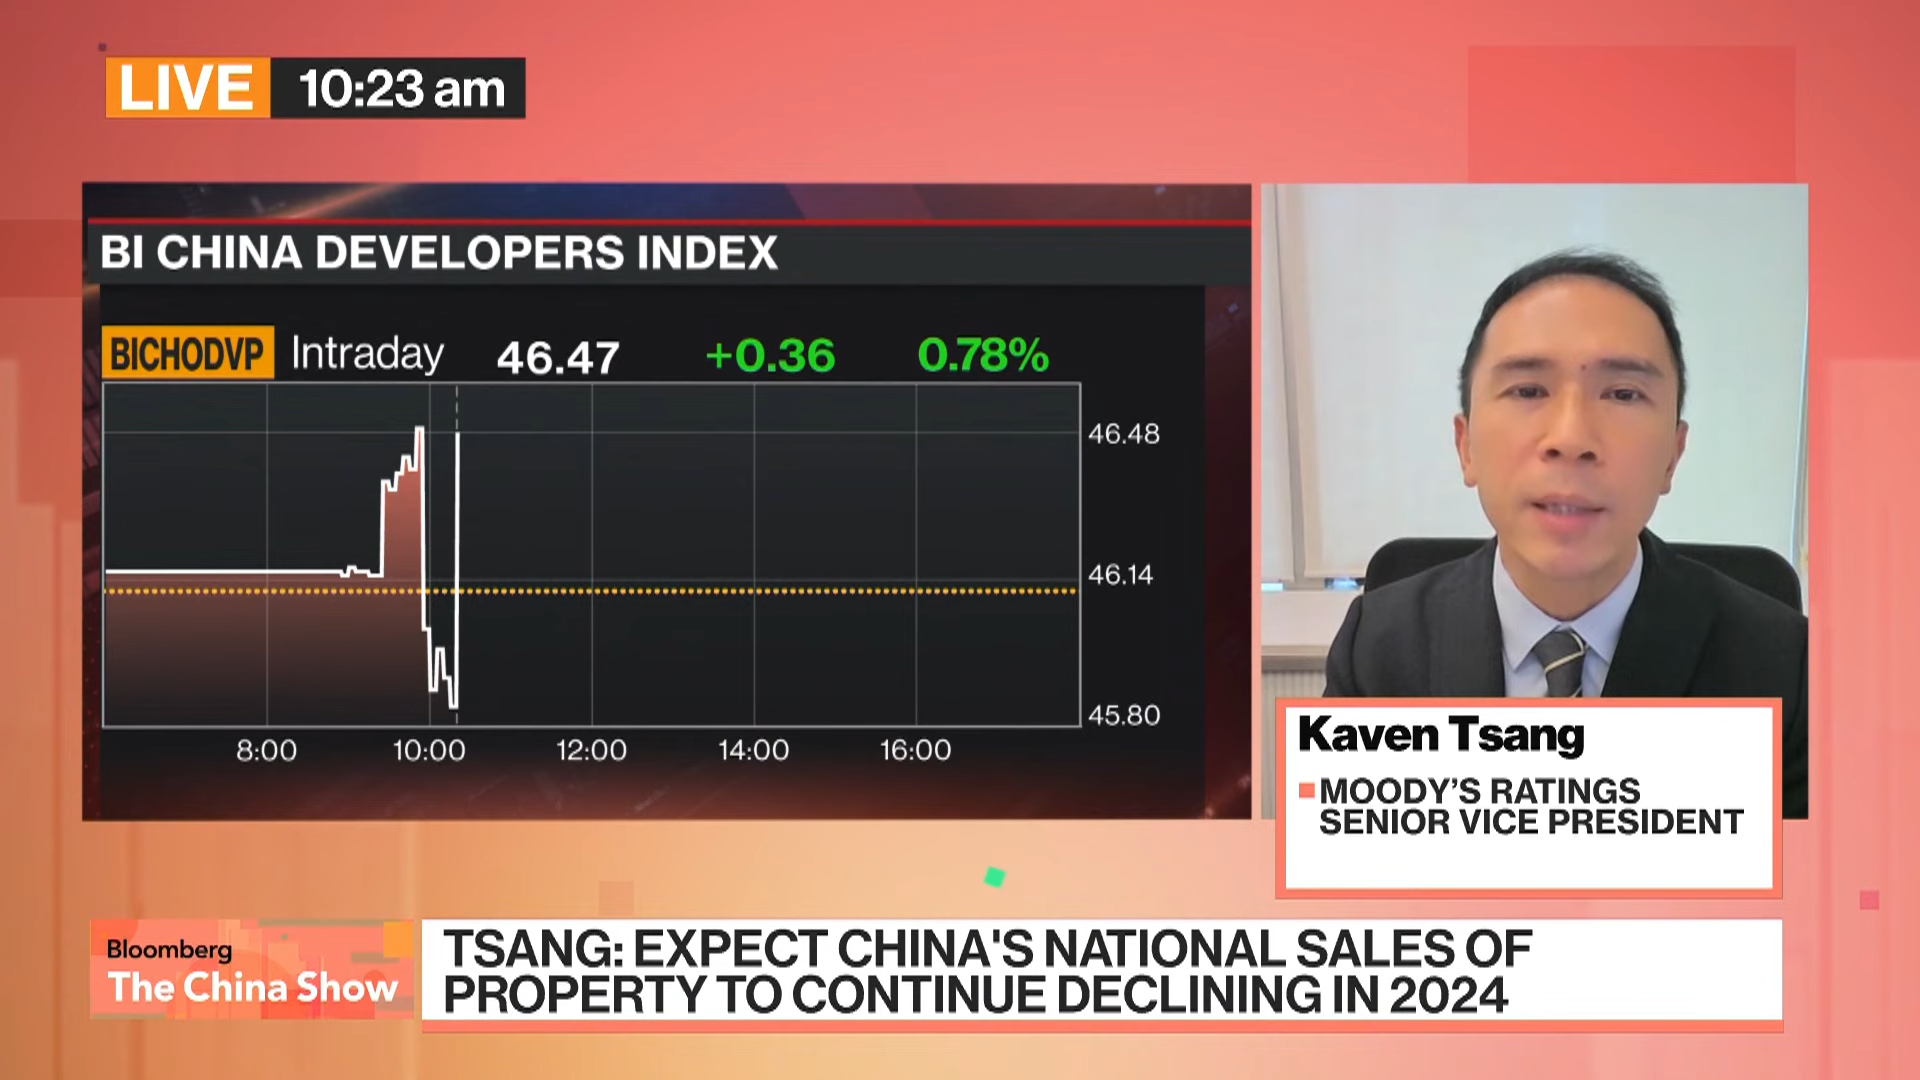 LIVE 10:23 am
BI CHINA DEVELOPERS INDEX
BICHODVP Intraday 46.47 +0.36 0.78%
46.48
46.14
45.80
8:00 10:00 12:00 14:00 16:00
Kaven Tsang
MOODY'S RATINGS
SENIOR VICE PRESIDENT
Bloomberg
The China Show
TSANG: EXPECT CHINA'S NATIONAL SALES OF
PROPERTY TO CONTINUE DECLINING IN 2024